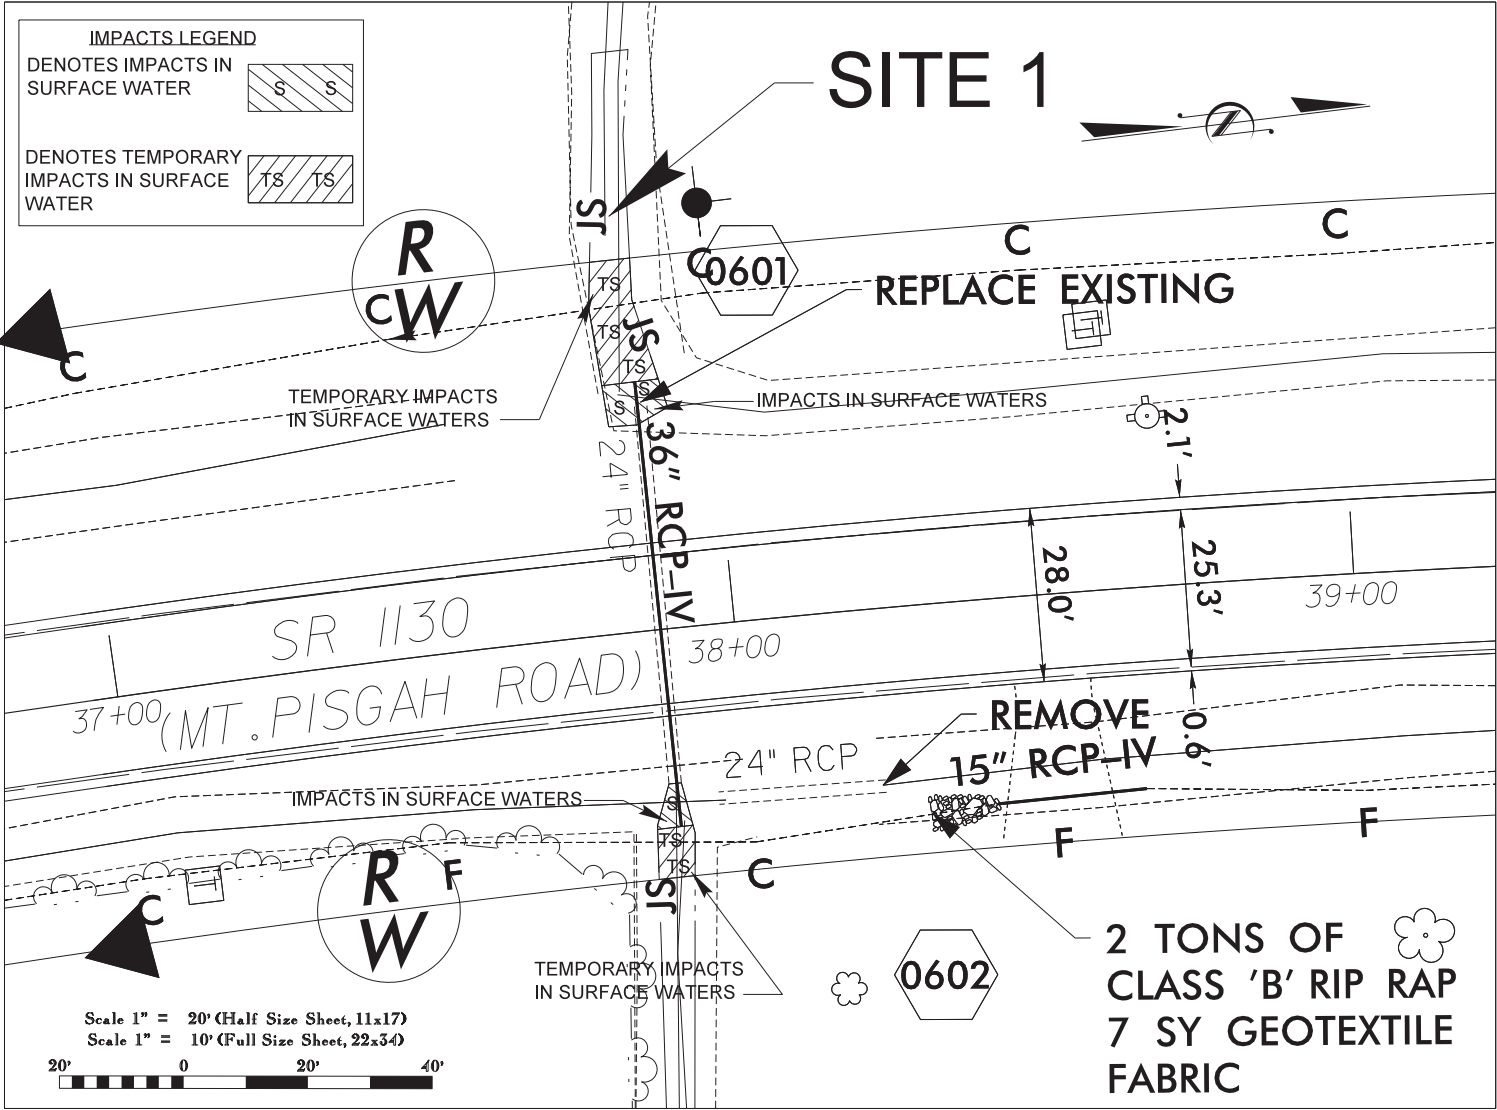 IMPACTS LEGEND
DENOTES IMPACTS IN
SURFACE WATER
S S
DENOTES TEMPORARY
IMPACTS IN SURFACE
WATER
TS TS
SITE 1
JS
R
W
C
C
C
0601
C
C
REPLACE EXISTING
TS
TS
JS
TS
S
S
TEMPORARY IMPACTS
IN SURFACE WATERS
IMPACTS IN SURFACE WATERS
24" RCP
36" RCP-IV
2.1'
28.0'
25.3'
0.6'
SR 1130
(MT. PISGAH ROAD)
37+00
38+00
39+00
24" RCP
REMOVE
15" RCP-IV
IMPACTS IN SURFACE WATERS
S
TS
TS
JS
C
F
F
F
R
W
C
TEMPORARY IMPACTS
IN SURFACE WATERS
0602
2 TONS OF
CLASS 'B' RIP RAP
7 SY GEOTEXTILE
FABRIC
Scale 1" = 20' (Half Size Sheet, 11x17)
Scale 1" = 10' (Full Size Sheet, 22x34)
20' 0 20' 40'